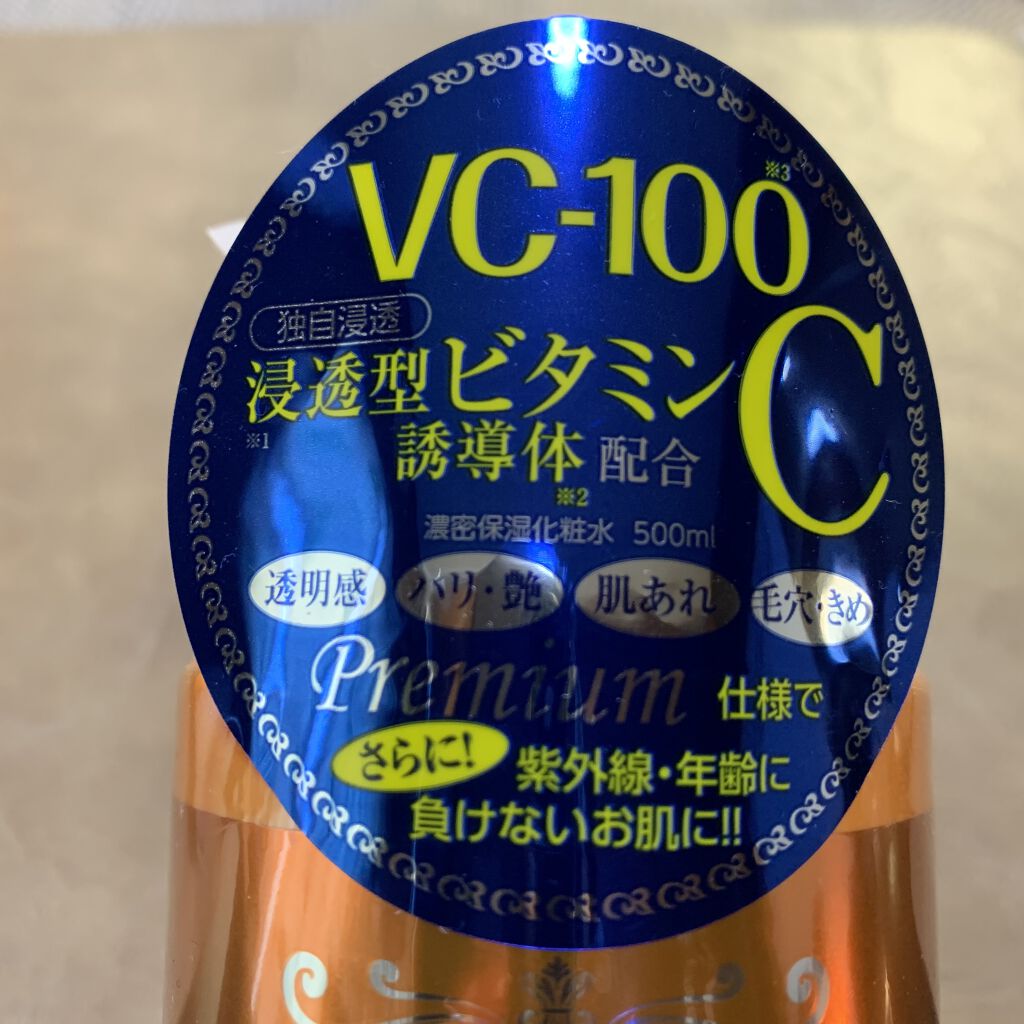 VC-100※3
独自浸透
浸透型ビタミンC
※1
誘導体 配合
※2
濃密保湿化粧水 500ml
透明感 ハリ・艶 肌あれ 毛穴・きめ
Premium 仕様で
さらに! 紫外線・年齢に
負けないお肌に!!